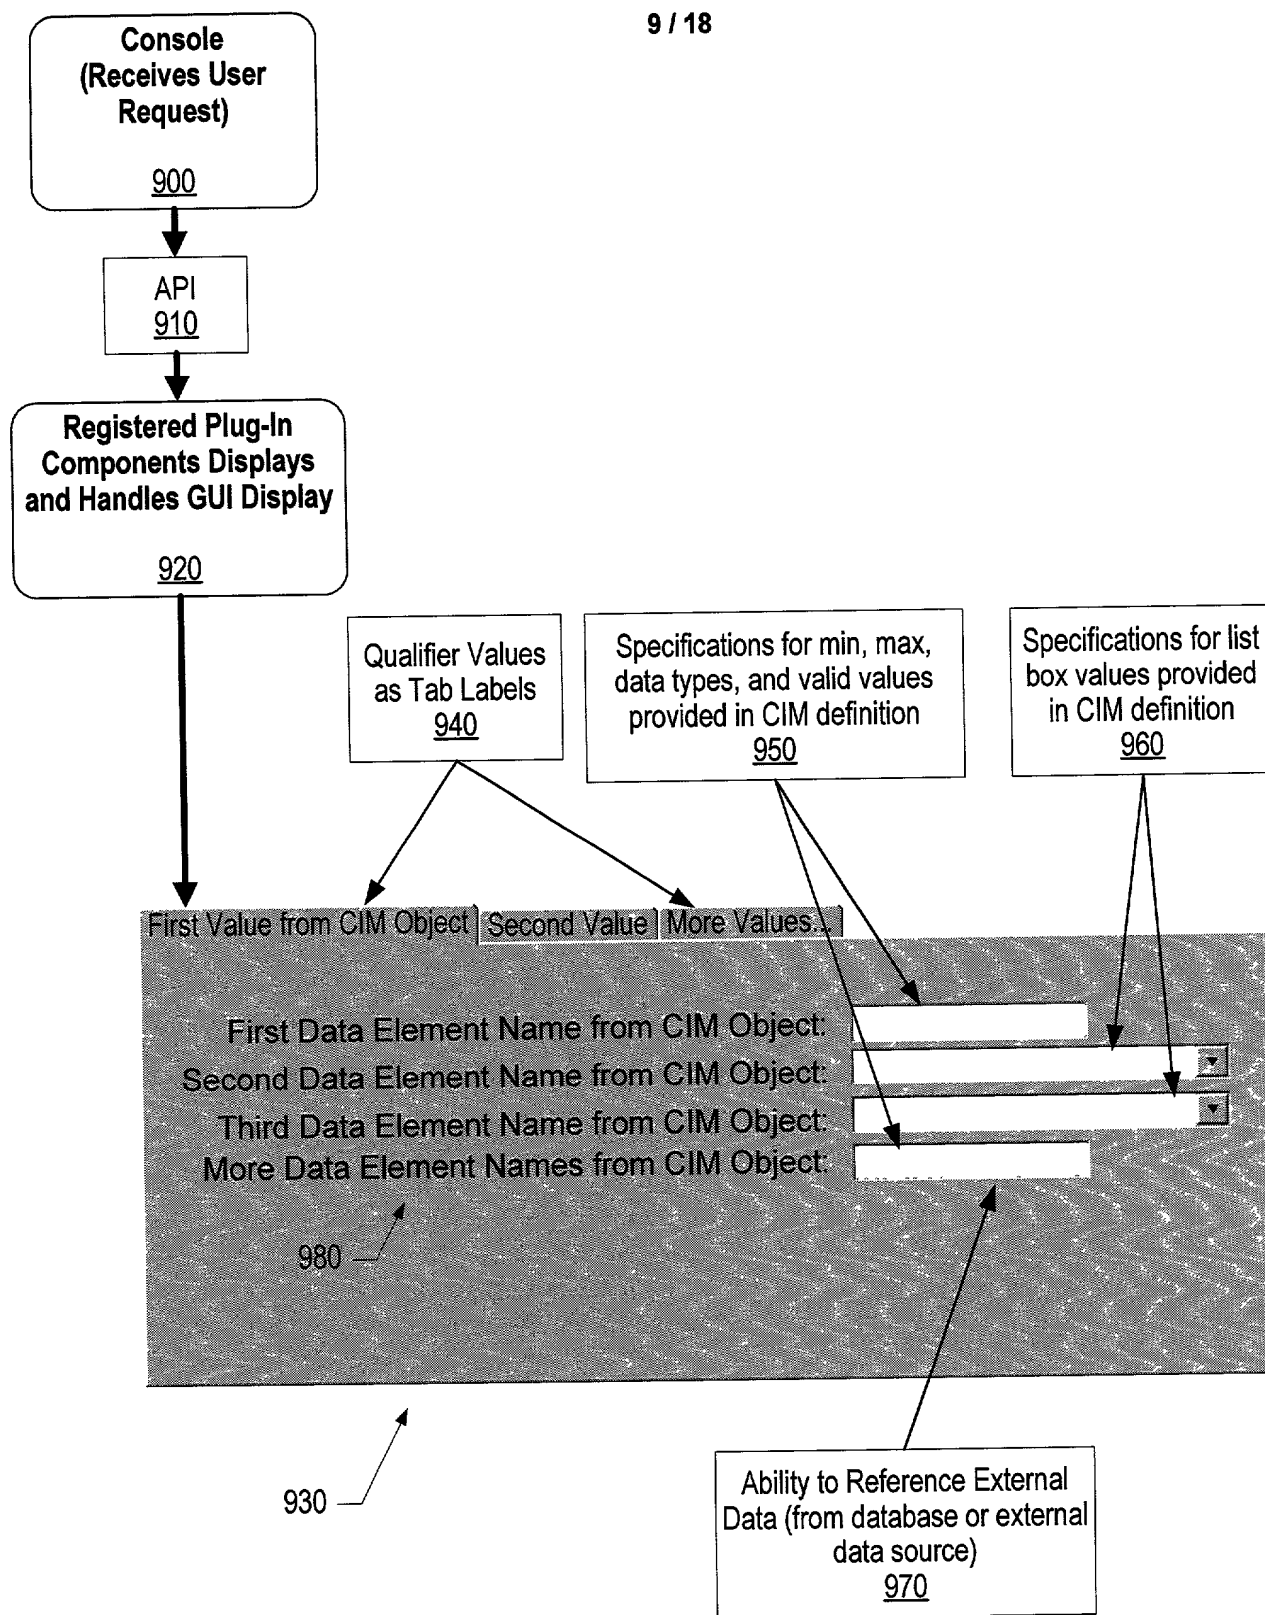 9 / 18
Console
(Receives User
Request)
900
API
910
Registered Plug-In
Components Displays
and Handles GUI Display
920
Qualifier Values
as Tab Labels
940
Specifications for min, max,
data types, and valid values
provided in CIM definition
950
Specifications for list
box values provided
in CIM definition
960
First Value from CIM Object
Second Value
More Values...
First Data Element Name from CIM Object:
Second Data Element Name from CIM Object:
Third Data Element Name from CIM Object:
More Data Element Names from CIM Object:
980
930
Ability to Reference External
Data (from database or external
data source)
970